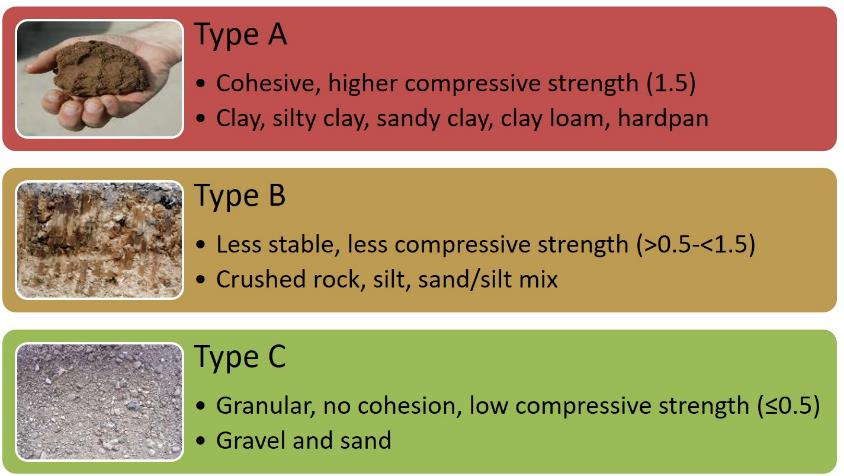 Type A
• Cohesive, higher compressive strength (1.5)
• Clay, silty clay, sandy clay, clay loam, hardpan
Type B
• Less stable, less compressive strength (>0.5-<1.5)
• Crushed rock, silt, sand/silt mix
Type C
• Granular, no cohesion, low compressive strength (≤0.5)
• Gravel and sand